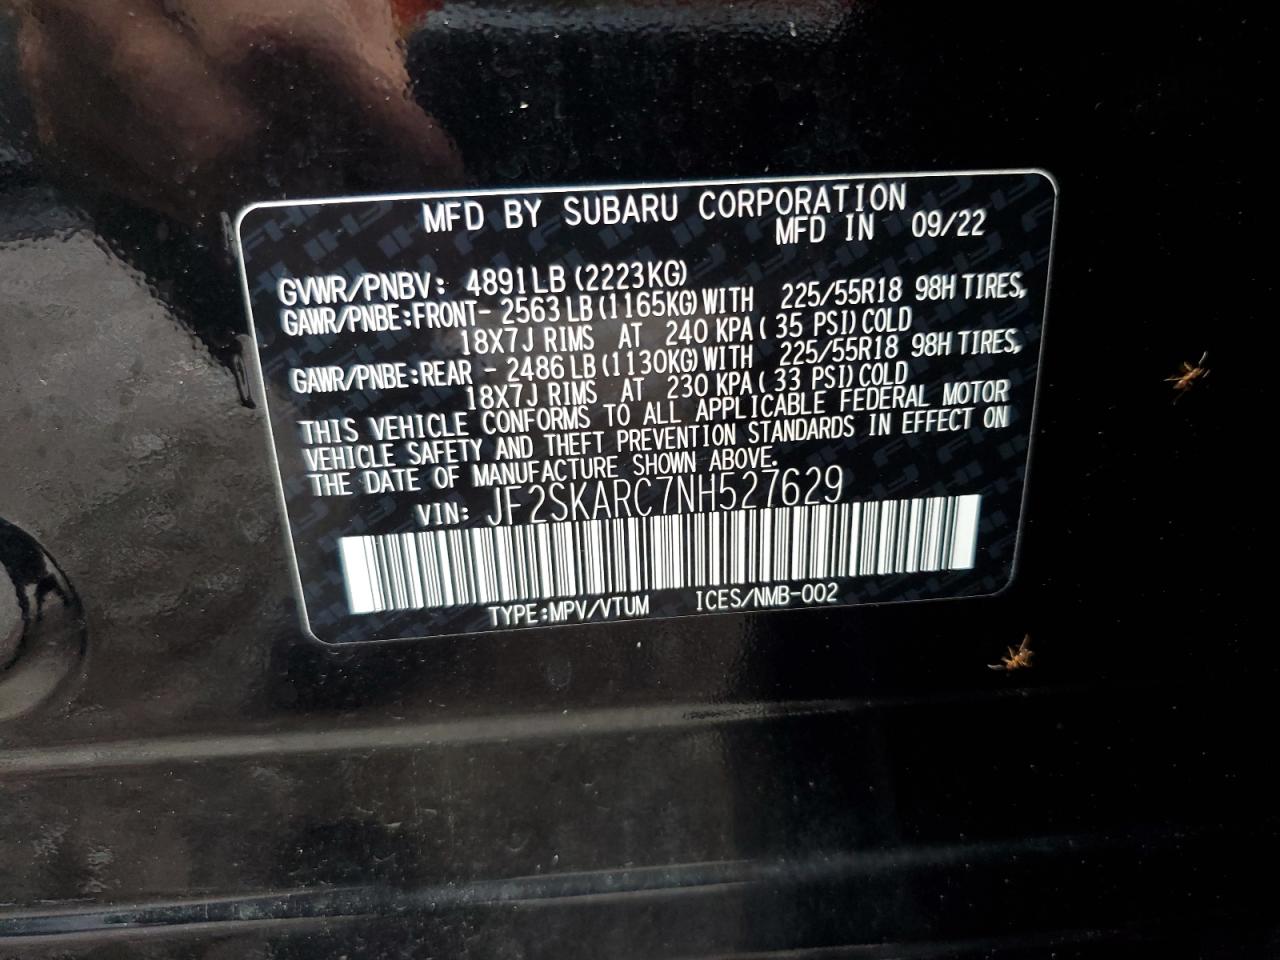 MFD BY SUBARU CORPORATION
MFD IN 09/22
GVWR/PNBV: 4891LB (2223KG)
GAWR/PNBE:FRONT- 2563LB (1165KG) WITH 225/55R18 98H TIRES,
18X7J RIMS AT 240 KPA ( 35 PSI) COLD
GAWR/PNBE:REAR - 2486LB (1130KG) WITH 225/55R18 98H TIRES,
18X7J RIMS AT 230 KPA ( 33 PSI) COLD
THIS VEHICLE CONFORMS TO ALL APPLICABLE FEDERAL MOTOR
VEHICLE SAFETY AND THEFT PREVENTION STANDARDS IN EFFECT ON
THE DATE OF MANUFACTURE SHOWN ABOVE.
VIN: JF2SKARC7NH527629
TYPE:MPV/VTUM ICES/NMB-002